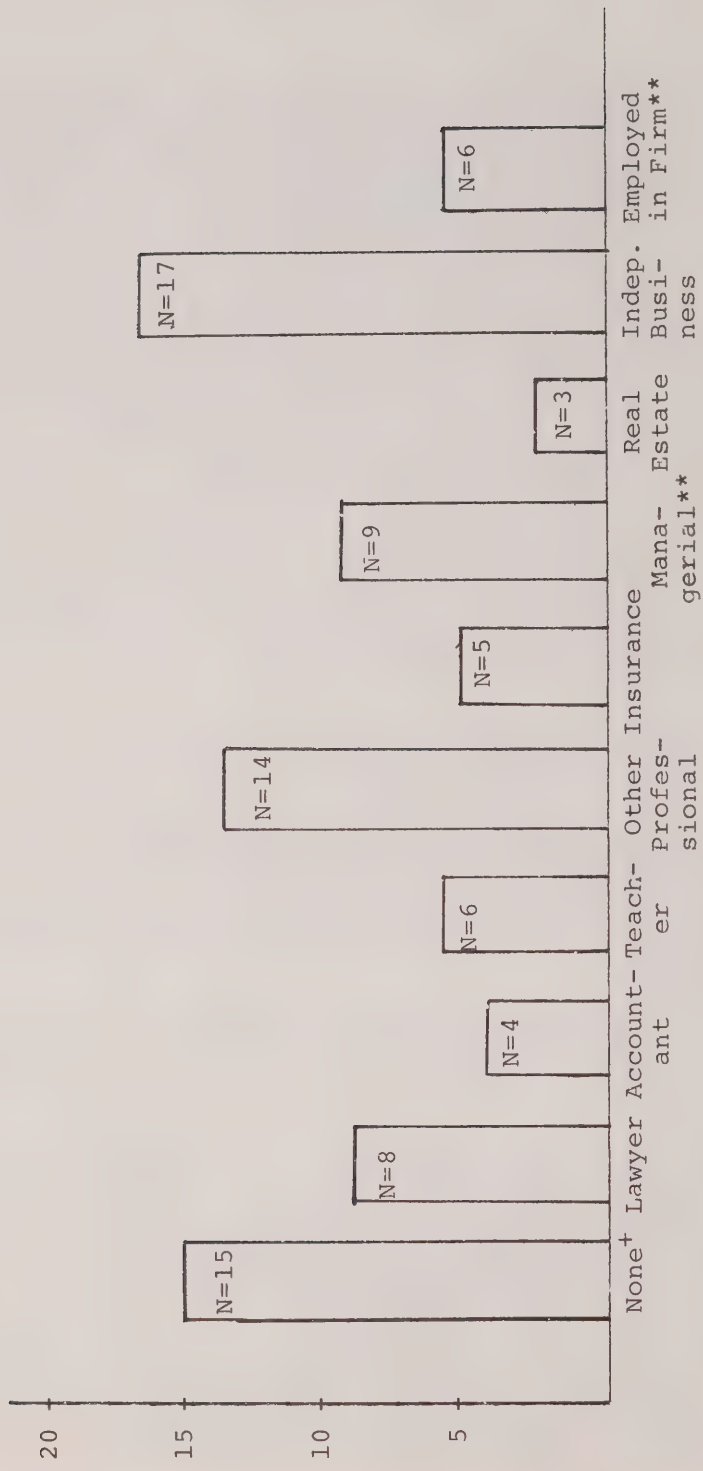 20
15
10
5
N=15
N=8
N=4
N=6
N=14
N=5
N=9
N=3
N=17
N=6
None+ Lawyer Account- Teach- Other Insurance Mana- Real Indep. Employed
ant er Profes- gerial** Estate Busi- in Firm**
sional ness